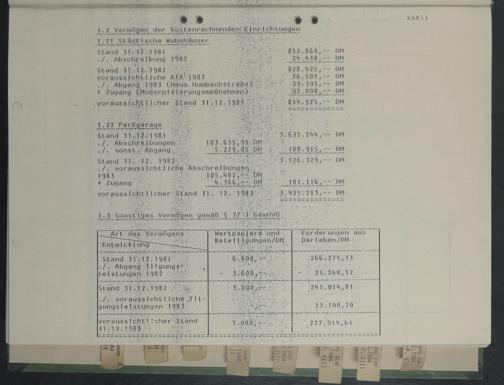 XXXII
1.2 Vermögen der kostenrechnenden Einrichtungen
1.21 Städtische Wohnhäuser
Stand 31.12.1981 852.860,-- DM
./. Abschreibung 1982 24.438,-- DM
Stand 31.12.1982 828.422,-- DM
voraussichtliche AfA 1983 26.502,-- DM
./. Abgang 1983 (Haus Humbachstraße) 39.395,-- DM
+ Zugang (Modernisierungsmaßnahmen) 92.000,-- DM
voraussichtlicher Stand 31.12.1983 854.525,-- DM
1.22 Parkgarage
Stand 31.12.1981 3.635.244,-- DM
./. Abschreibungen 103.635,95 DM
./. sonst. Abgang 5.279,05 DM 108.915,-- DM
Stand 31. 12. 1982 3.526.329,-- DM
./. voraussichtliche Abschreibungen
1983 105.482,-- DM
+ Zugang 4.366,-- DM 101.116,-- DM
voraussichtlicher Stand 31. 12. 1983 3.425.213,-- DM
1.3 Sonstiges Vermögen gemäß
Art des Vermögens Wertpapiere und Forderungen aus
Entwicklung Beteiligungen/DM Darlehen/DM
Stand 31.12.1981 6.600,-- 266.275,33
./. Abgang Tilgungs-
leistungen 1982 - 3.600,-- - 25.260,52
Stand 31.12.1982 3.000,-- 241.014,81
./. voraussichtliche Til-
gungsleistungen 1983 -,-- 13.100,20
voraussichtlicher Stand
31.12.1983 3.000,-- 227.914,61